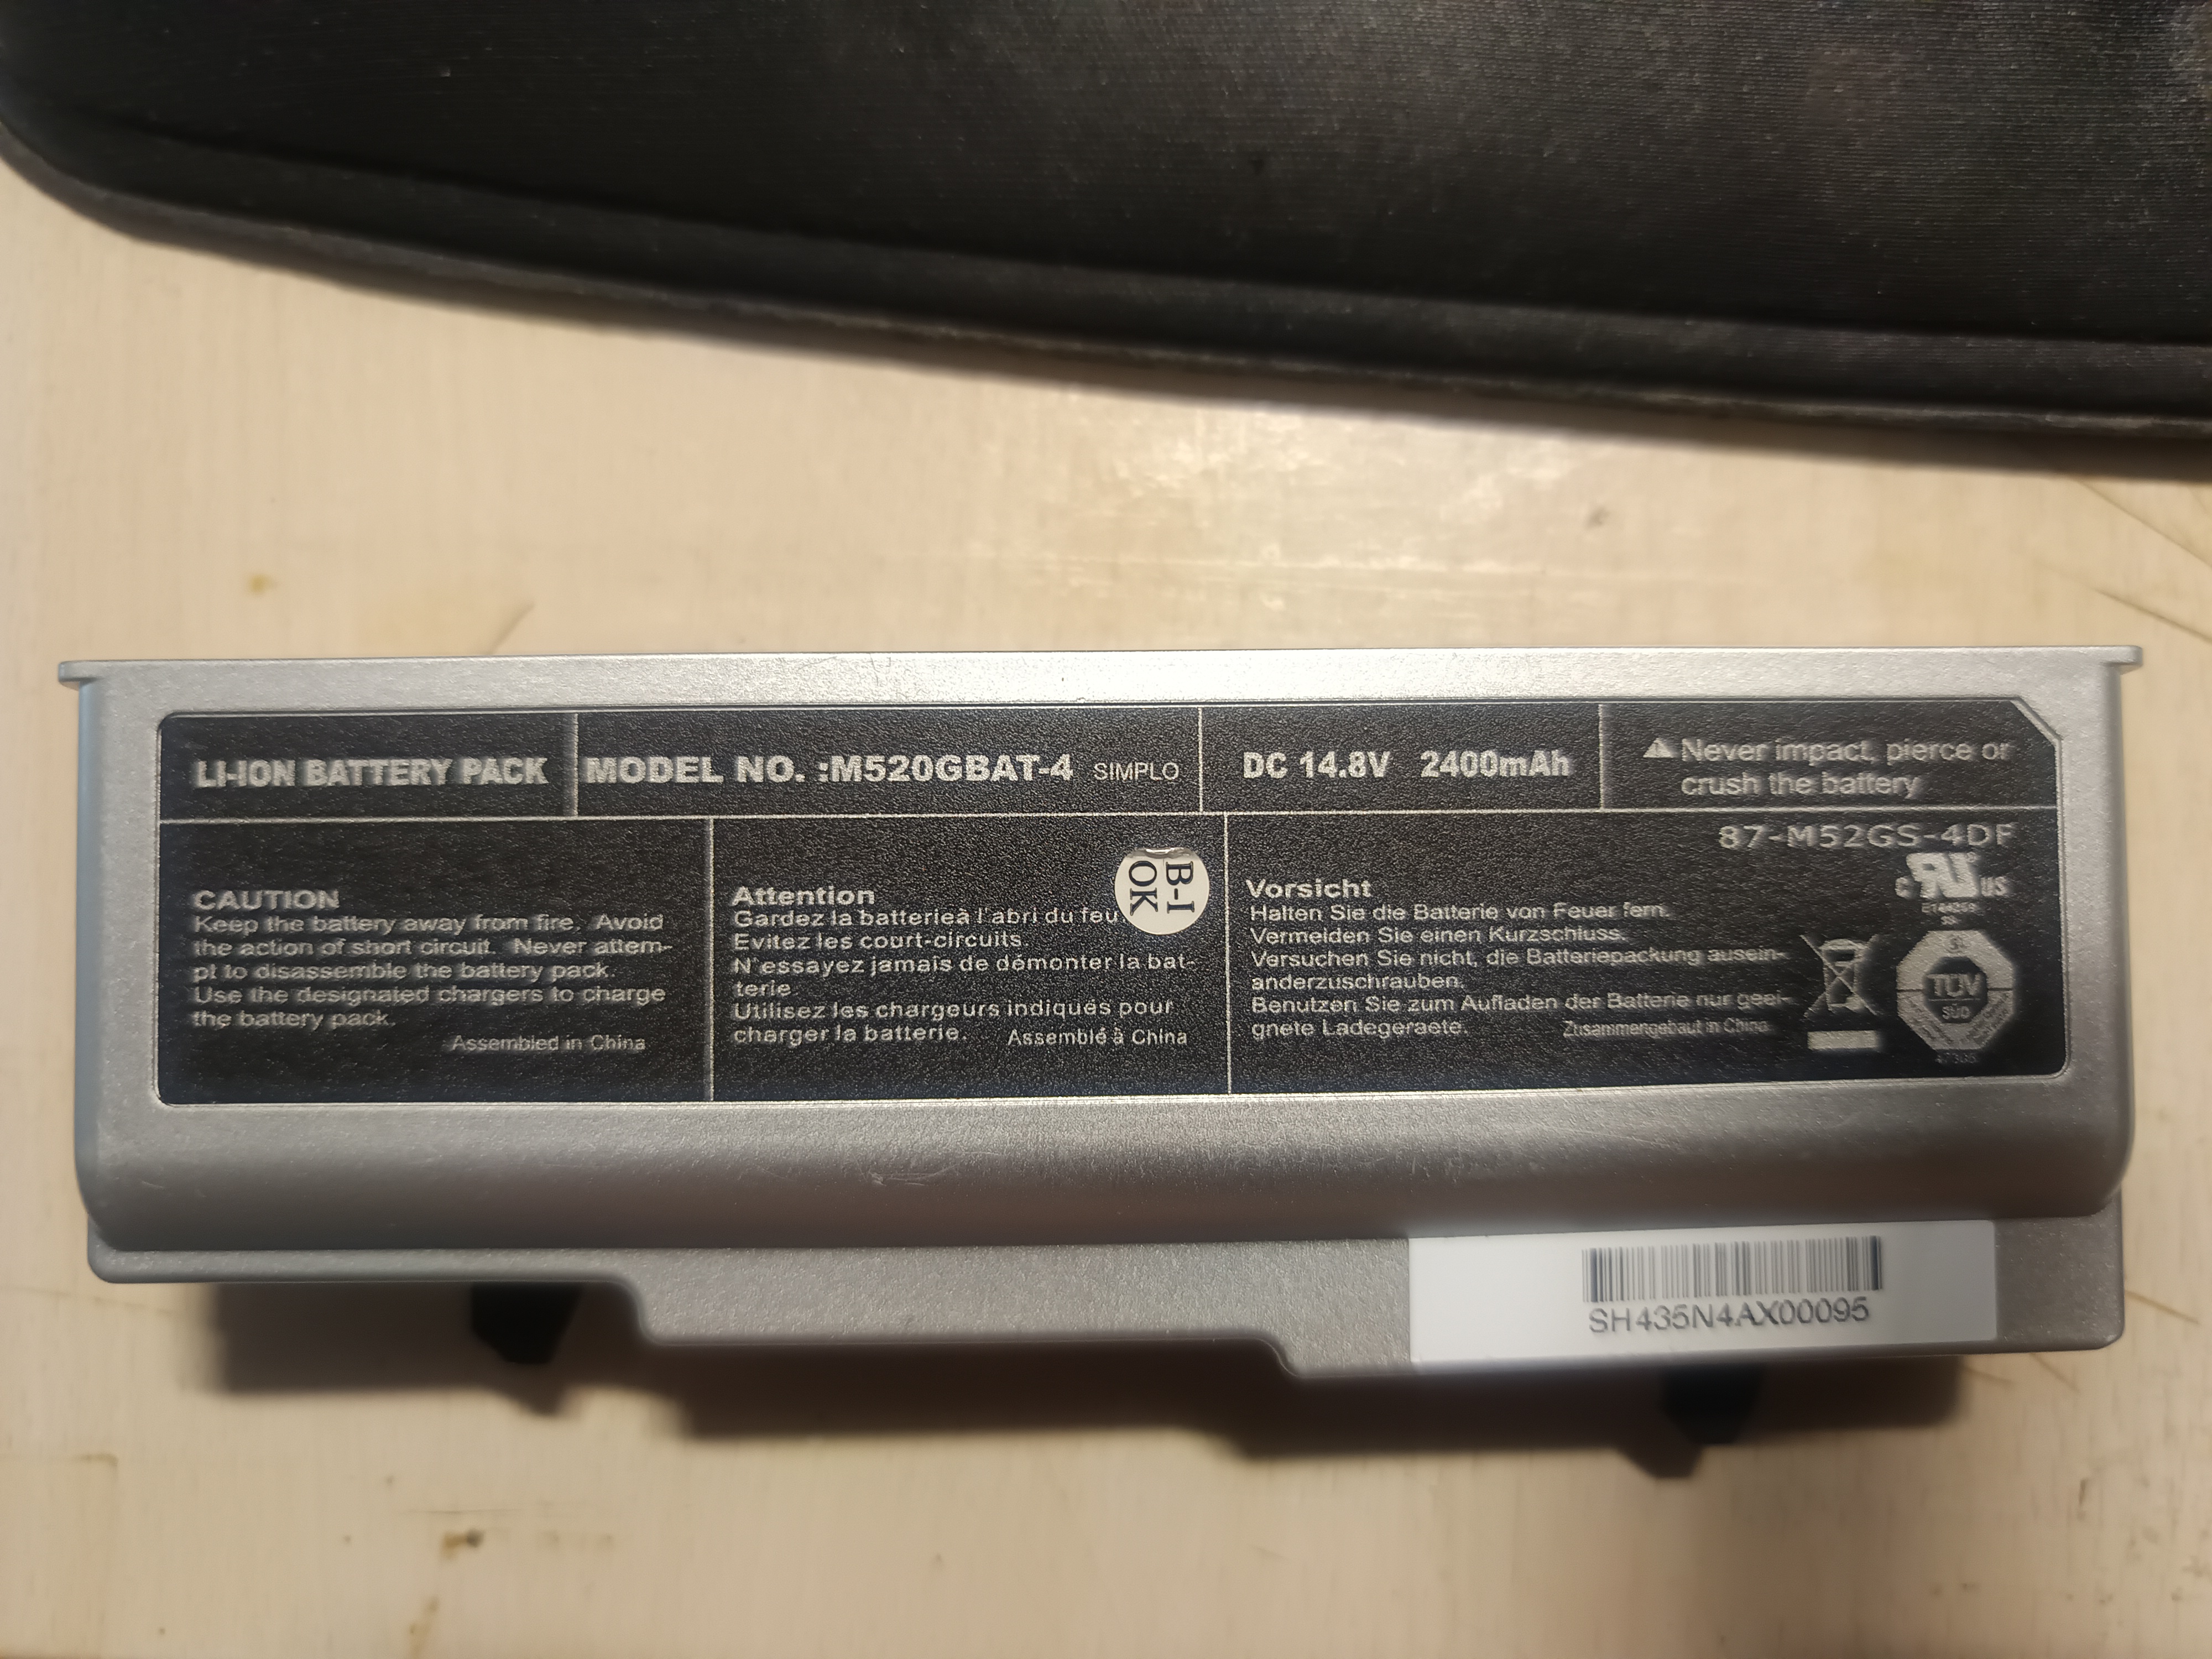 LI-ION BATTERY PACK
MODEL NO. :M520GBAT-4 SIMPLO
DC 14.8V 2400mAh
Never impact, pierce or
crush the battery
CAUTION
Keep the battery away from fire. Avoid
the action of short circuit. Never attem-
pt to disassemble the battery pack.
Use the designated chargers to charge
the battery pack.
Assembled in China
Attention
Gardez la batterieà l'abri du feu
Evitez les court-circuits.
N'essayez jamais de démonter la bat-
terie
Utilisez les chargeurs indiqués pour
charger la batterie.
Assemblé à China
B-I
OK
87-M52GS-4DF
Vorsicht
Halten Sie die Batterie von Feuer fern.
Vermeiden Sie einen Kurzschluss.
Versuchen Sie nicht, die Batteriepackung ausein-
anderzuschrauben.
Benutzen Sie zum Aufladen der Batterie nur geei-
gnete Ladegeraete.
Zusammengebaut in China
c RU US
TÜV
SÜD
SH435N4AX00095